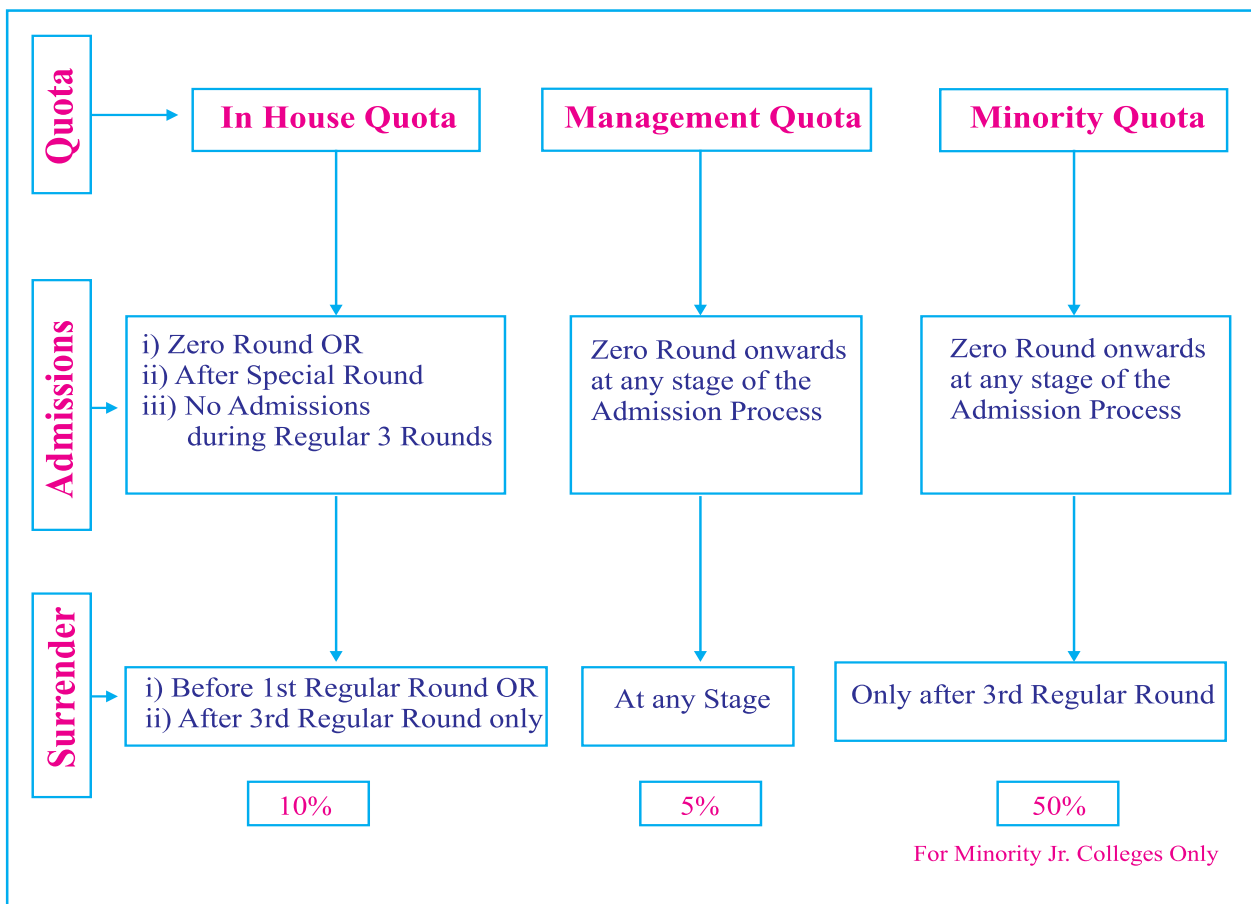 Quota
In House Quota
Management Quota
Minority Quota
Admissions
i) Zero Round OR
ii) After Special Round
iii) No Admissions
during Regular 3 Rounds
Zero Round onwards
at any stage of the
Admission Process
Zero Round onwards
at any stage of the
Admission Process
Surrender
i) Before 1st Regular Round OR
ii) After 3rd Regular Round only
At any Stage
Only after 3rd Regular Round
10%
5%
50%
For Minority Jr. Colleges Only